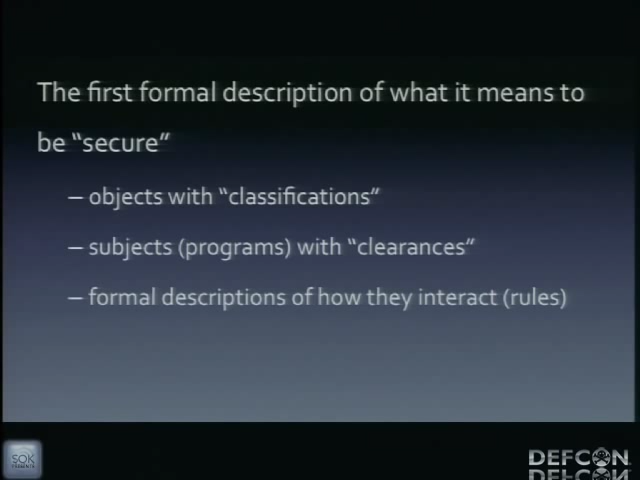 The first formal description of what it means to
be “secure”
– objects with “classifications”
– subjects (programs) with “clearances”
– formal descriptions of how they interact (rules)
SOK
DEFCON